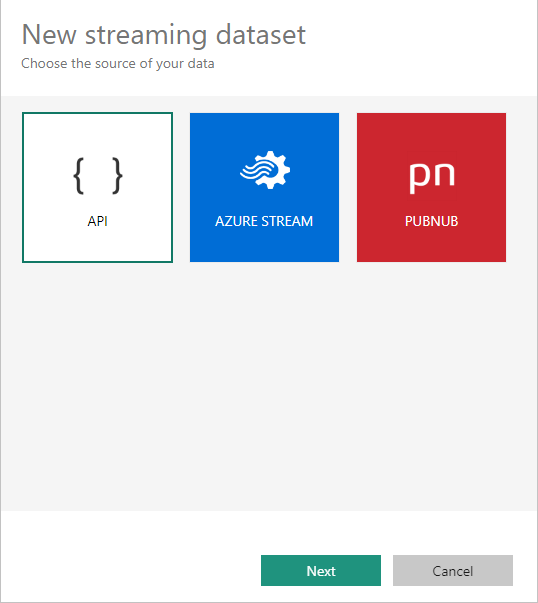 New streaming dataset
Choose the source of your data
{ }
pn
API
AZURE STREAM
PUBNUB
Next
Cancel